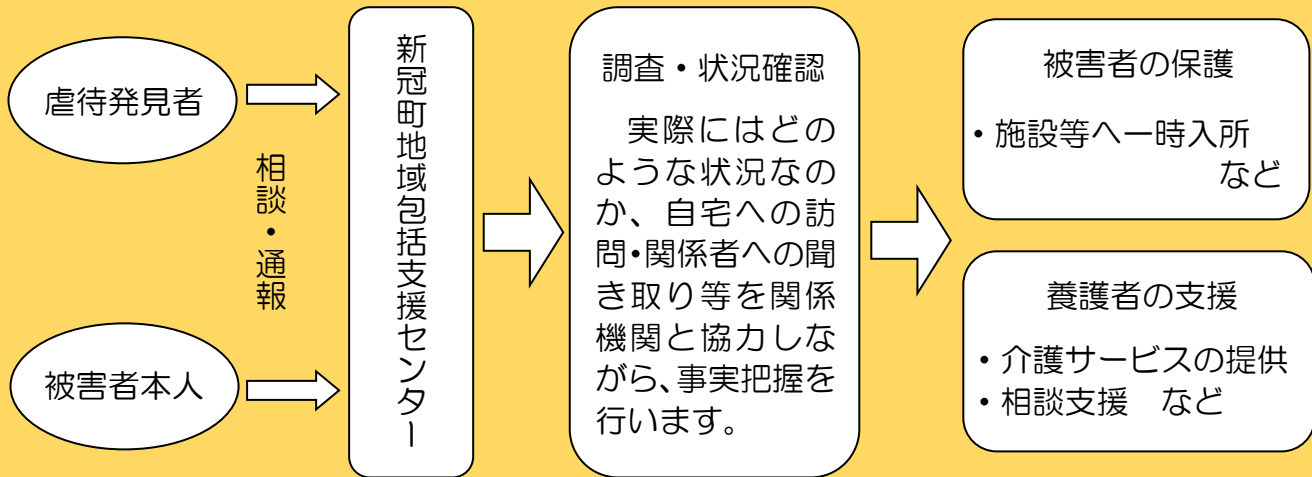 虐待発見者
相談・通報
被害者本人
新冠町地域包括支援センター
調査・状況確認
実際にはどの
ような状況なの
か、自宅への訪
問・関係者への聞
き取り等を関係
機関と協力しな
がら、事実把握を
行います。
被害者の保護
・施設等へ一時入所
など
養護者の支援
・介護サービスの提供
・相談支援　など